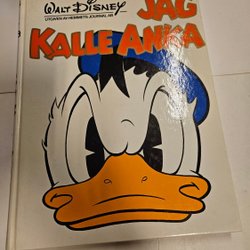 Walt Disney
UTGIVEN AV HEMMETS JOURNAL AB
JAG
KALLE ANKA